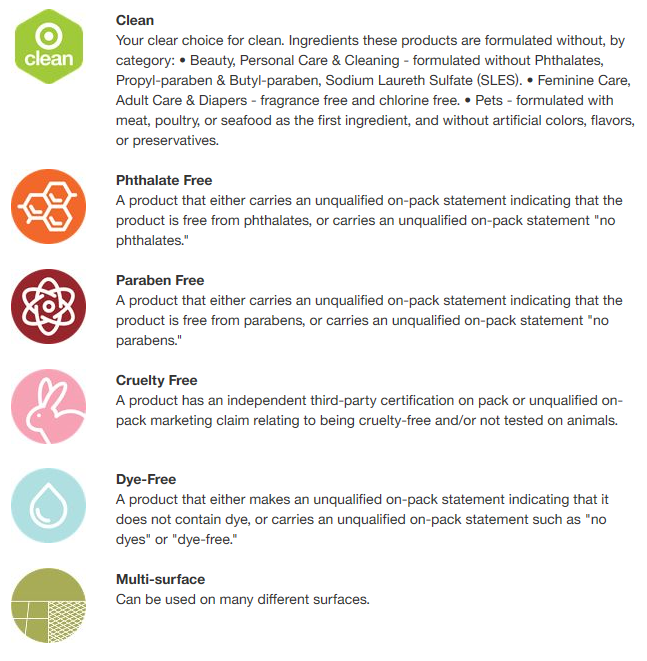 clean
Clean
Your clear choice for clean. Ingredients these products are formulated without, by
category: • Beauty, Personal Care & Cleaning - formulated without Phthalates,
Propyl-paraben & Butyl-paraben, Sodium Laureth Sulfate (SLES). • Feminine Care,
Adult Care & Diapers - fragrance free and chlorine free. • Pets - formulated with
meat, poultry, or seafood as the first ingredient, and without artificial colors, flavors,
or preservatives.
Phthalate Free
A product that either carries an unqualified on-pack statement indicating that the
product is free from phthalates, or carries an unqualified on-pack statement "no
phthalates."
Paraben Free
A product that either carries an unqualified on-pack statement indicating that the
product is free from parabens, or carries an unqualified on-pack statement "no
parabens."
Cruelty Free
A product has an independent third-party certification on pack or unqualified on-
pack marketing claim relating to being cruelty-free and/or not tested on animals.
Dye-Free
A product that either makes an unqualified on-pack statement indicating that it
does not contain dye, or carries an unqualified on-pack statement such as "no
dyes" or "dye-free."
Multi-surface
Can be used on many different surfaces.